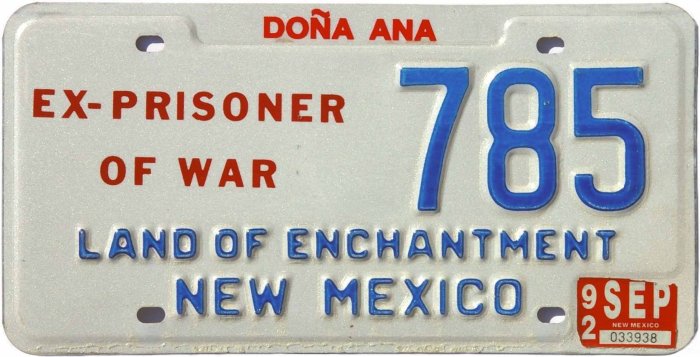 DOÑA ANA
EX-PRISONER
OF WAR
785
LAND OF ENCHANTMENT
NEW MEXICO
92 SEP
NEW MEXICO
033938